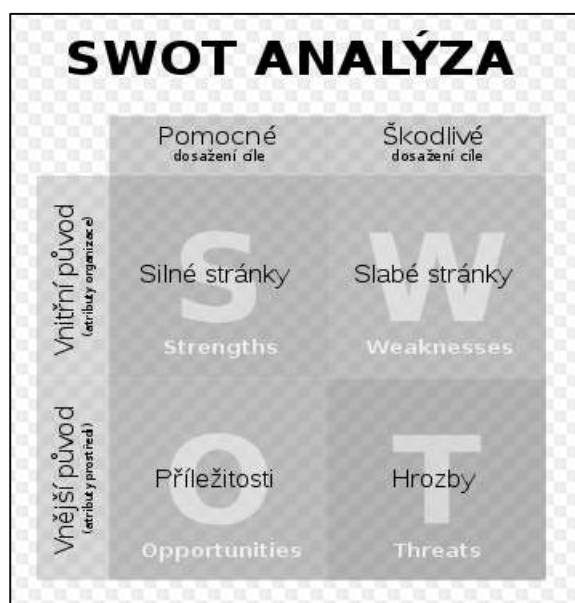 SWOT ANALÝZA
Pomocné
dosažení cíle
Škodlivé
dosažení cíle
Vnitřní původ
(atributy organizace)
S
Silné stránky
Strengths
W
Slabé stránky
Weaknesses
Vnější původ
(atributy prostředí)
O
Příležitosti
Opportunities
T
Hrozby
Threats